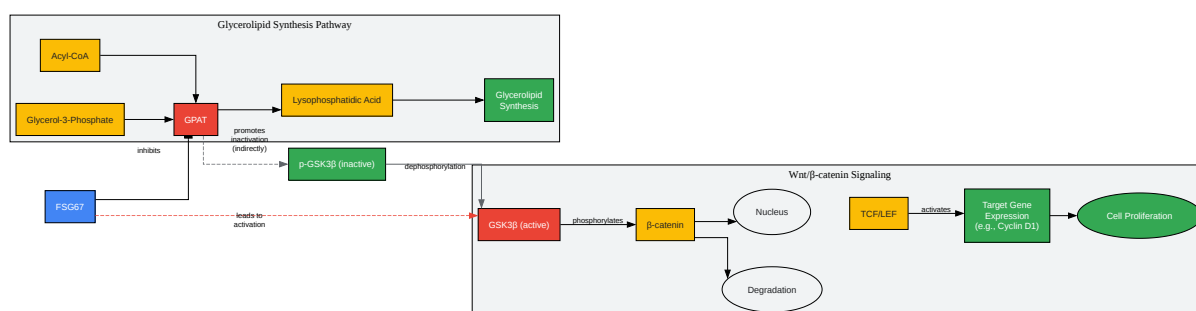 Glycerolipid Synthesis Pathway
Acyl-CoA
Glycerol-3-Phosphate
GPAT
Lysophosphatidic Acid
Glycerolipid
Synthesis
inhibits
promotes
inactivation
(indirectly)
p-GSK3β (inactive)
dephosphorylation
FSG67
leads to
activation
Wnt/β-catenin Signaling
GSK3β (active)
phosphorylates
β-catenin
Nucleus
Degradation
TCF/LEF
activates
Target Gene
Expression
(e.g., Cyclin D1)
Cell Proliferation